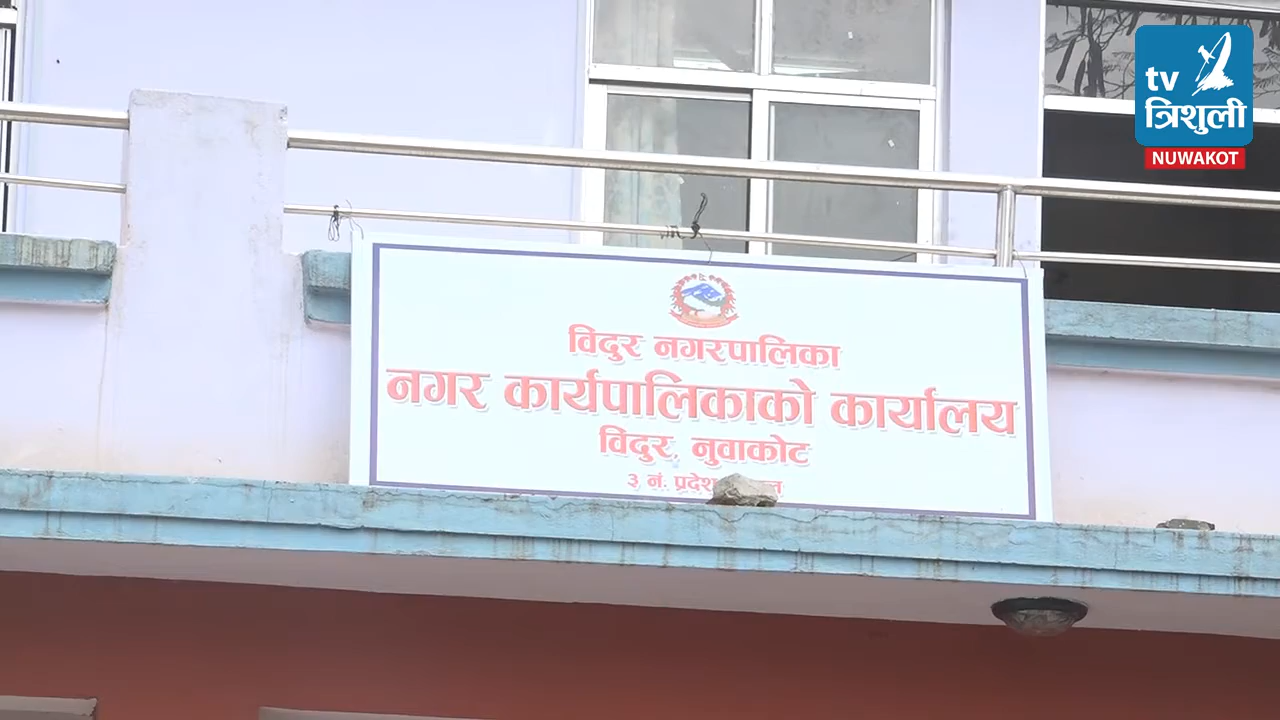 tv
त्रिशुली
NUWAKOT
विदुर नगरपालिका
नगर कार्यपालिकाको कार्यालय
विदुर, नुवाकोट
३ नं. प्रदेश